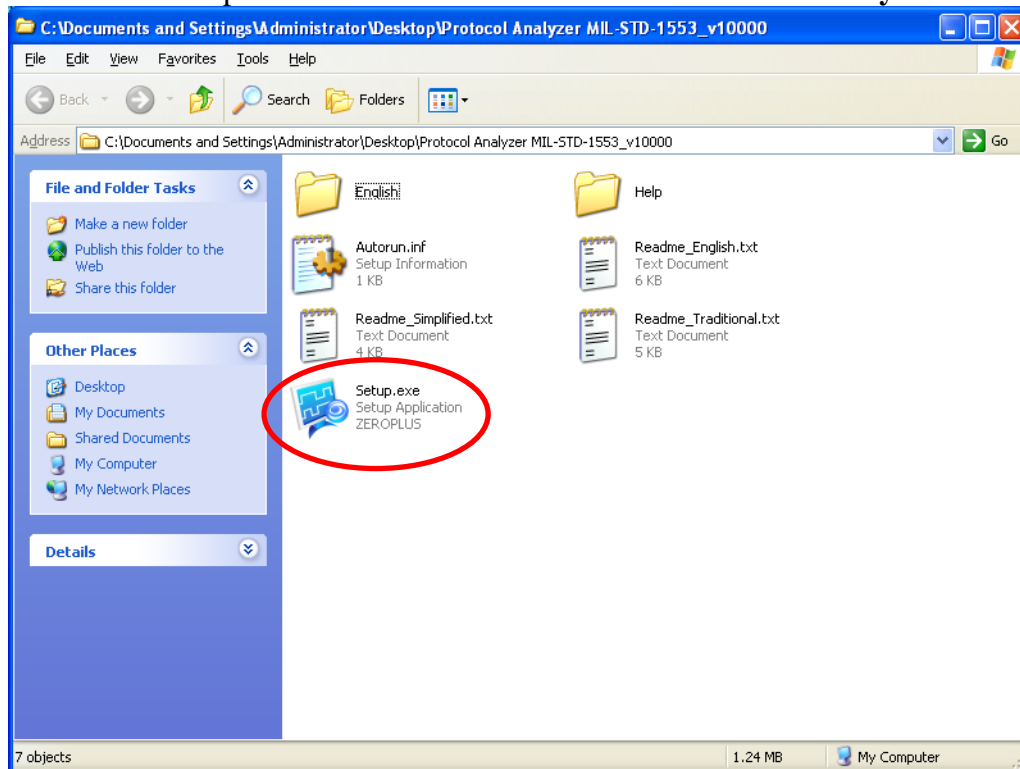 C:\Documents and Settings\Administrator\Desktop\Protocol Analyzer MIL-STD-1553_v10000
File Edit View Favorites Tools Help
Back Search Folders
Address C:\Documents and Settings\Administrator\Desktop\Protocol Analyzer MIL-STD-1553_v10000 Go
File and Folder Tasks
Make a new folder
Publish this folder to the
Web
Share this folder
Other Places
Desktop
My Documents
Shared Documents
My Computer
My Network Places
Details
English
Help
Autorun.inf
Setup Information
1 KB
Readme_English.txt
Text Document
6 KB
Readme_Simplified.txt
Text Document
4 KB
Readme_Traditional.txt
Text Document
5 KB
Setup.exe
Setup Application
ZEROPLUS
7 objects 1.24 MB My Computer